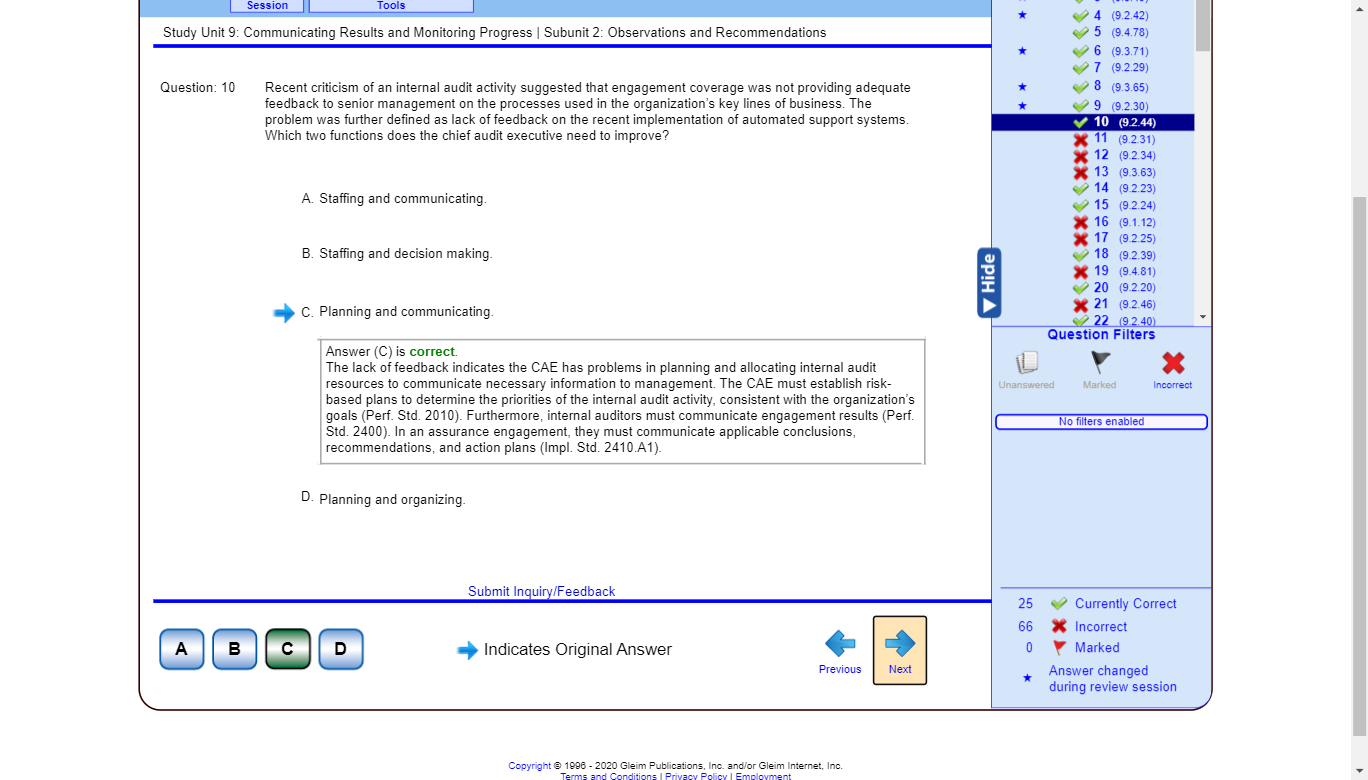 Session Tools
Study Unit 9: Communicating Results and Monitoring Progress | Subunit 2: Observations and Recommendations
Question: 10 Recent criticism of an internal audit activity suggested that engagement coverage was not providing adequate
feedback to senior management on the processes used in the organization's key lines of business. The
problem was further defined as lack of feedback on the recent implementation of automated support systems.
Which two functions does the chief audit executive need to improve?
A. Staffing and communicating.
B. Staffing and decision making.
C. Planning and communicating.
Answer (C) is correct.
The lack of feedback indicates the CAE has problems in planning and allocating internal audit
resources to communicate necessary information to management. The CAE must establish risk-
based plans to determine the priorities of the internal audit activity, consistent with the organization's
goals (Perf. Std. 2010). Furthermore, internal auditors must communicate engagement results (Perf.
Std. 2400). In an assurance engagement, they must communicate applicable conclusions,
recommendations, and action plans (Impl. Std. 2410.A1).
D. Planning and organizing.
Submit Inquiry/Feedback
A B C D
Indicates Original Answer
Previous Next
4 (9.2.42)
5 (9.4.78)
6 (9.3.71)
7 (9.2.29)
8 (9.3.65)
9 (9.2.30)
10 (9.2.44)
11 (9.2.31)
12 (9.2.34)
13 (9.3.63)
14 (9.2.23)
15 (9.2.24)
16 (9.1.12)
17 (9.2.25)
18 (9.2.39)
19 (9.4.81)
20 (9.2.20)
21 (9.2.46)
22 (9.2.40)
Hide
Question Filters
Unanswered Marked Incorrect
No filters enabled
25 Currently Correct
66 Incorrect
0 Marked
Answer changed
during review session
Copyright © 1996 - 2020 Gleim Publications, Inc. and/or Gleim Internet, Inc.
Terms and Conditions | Privacy Policy | Employment